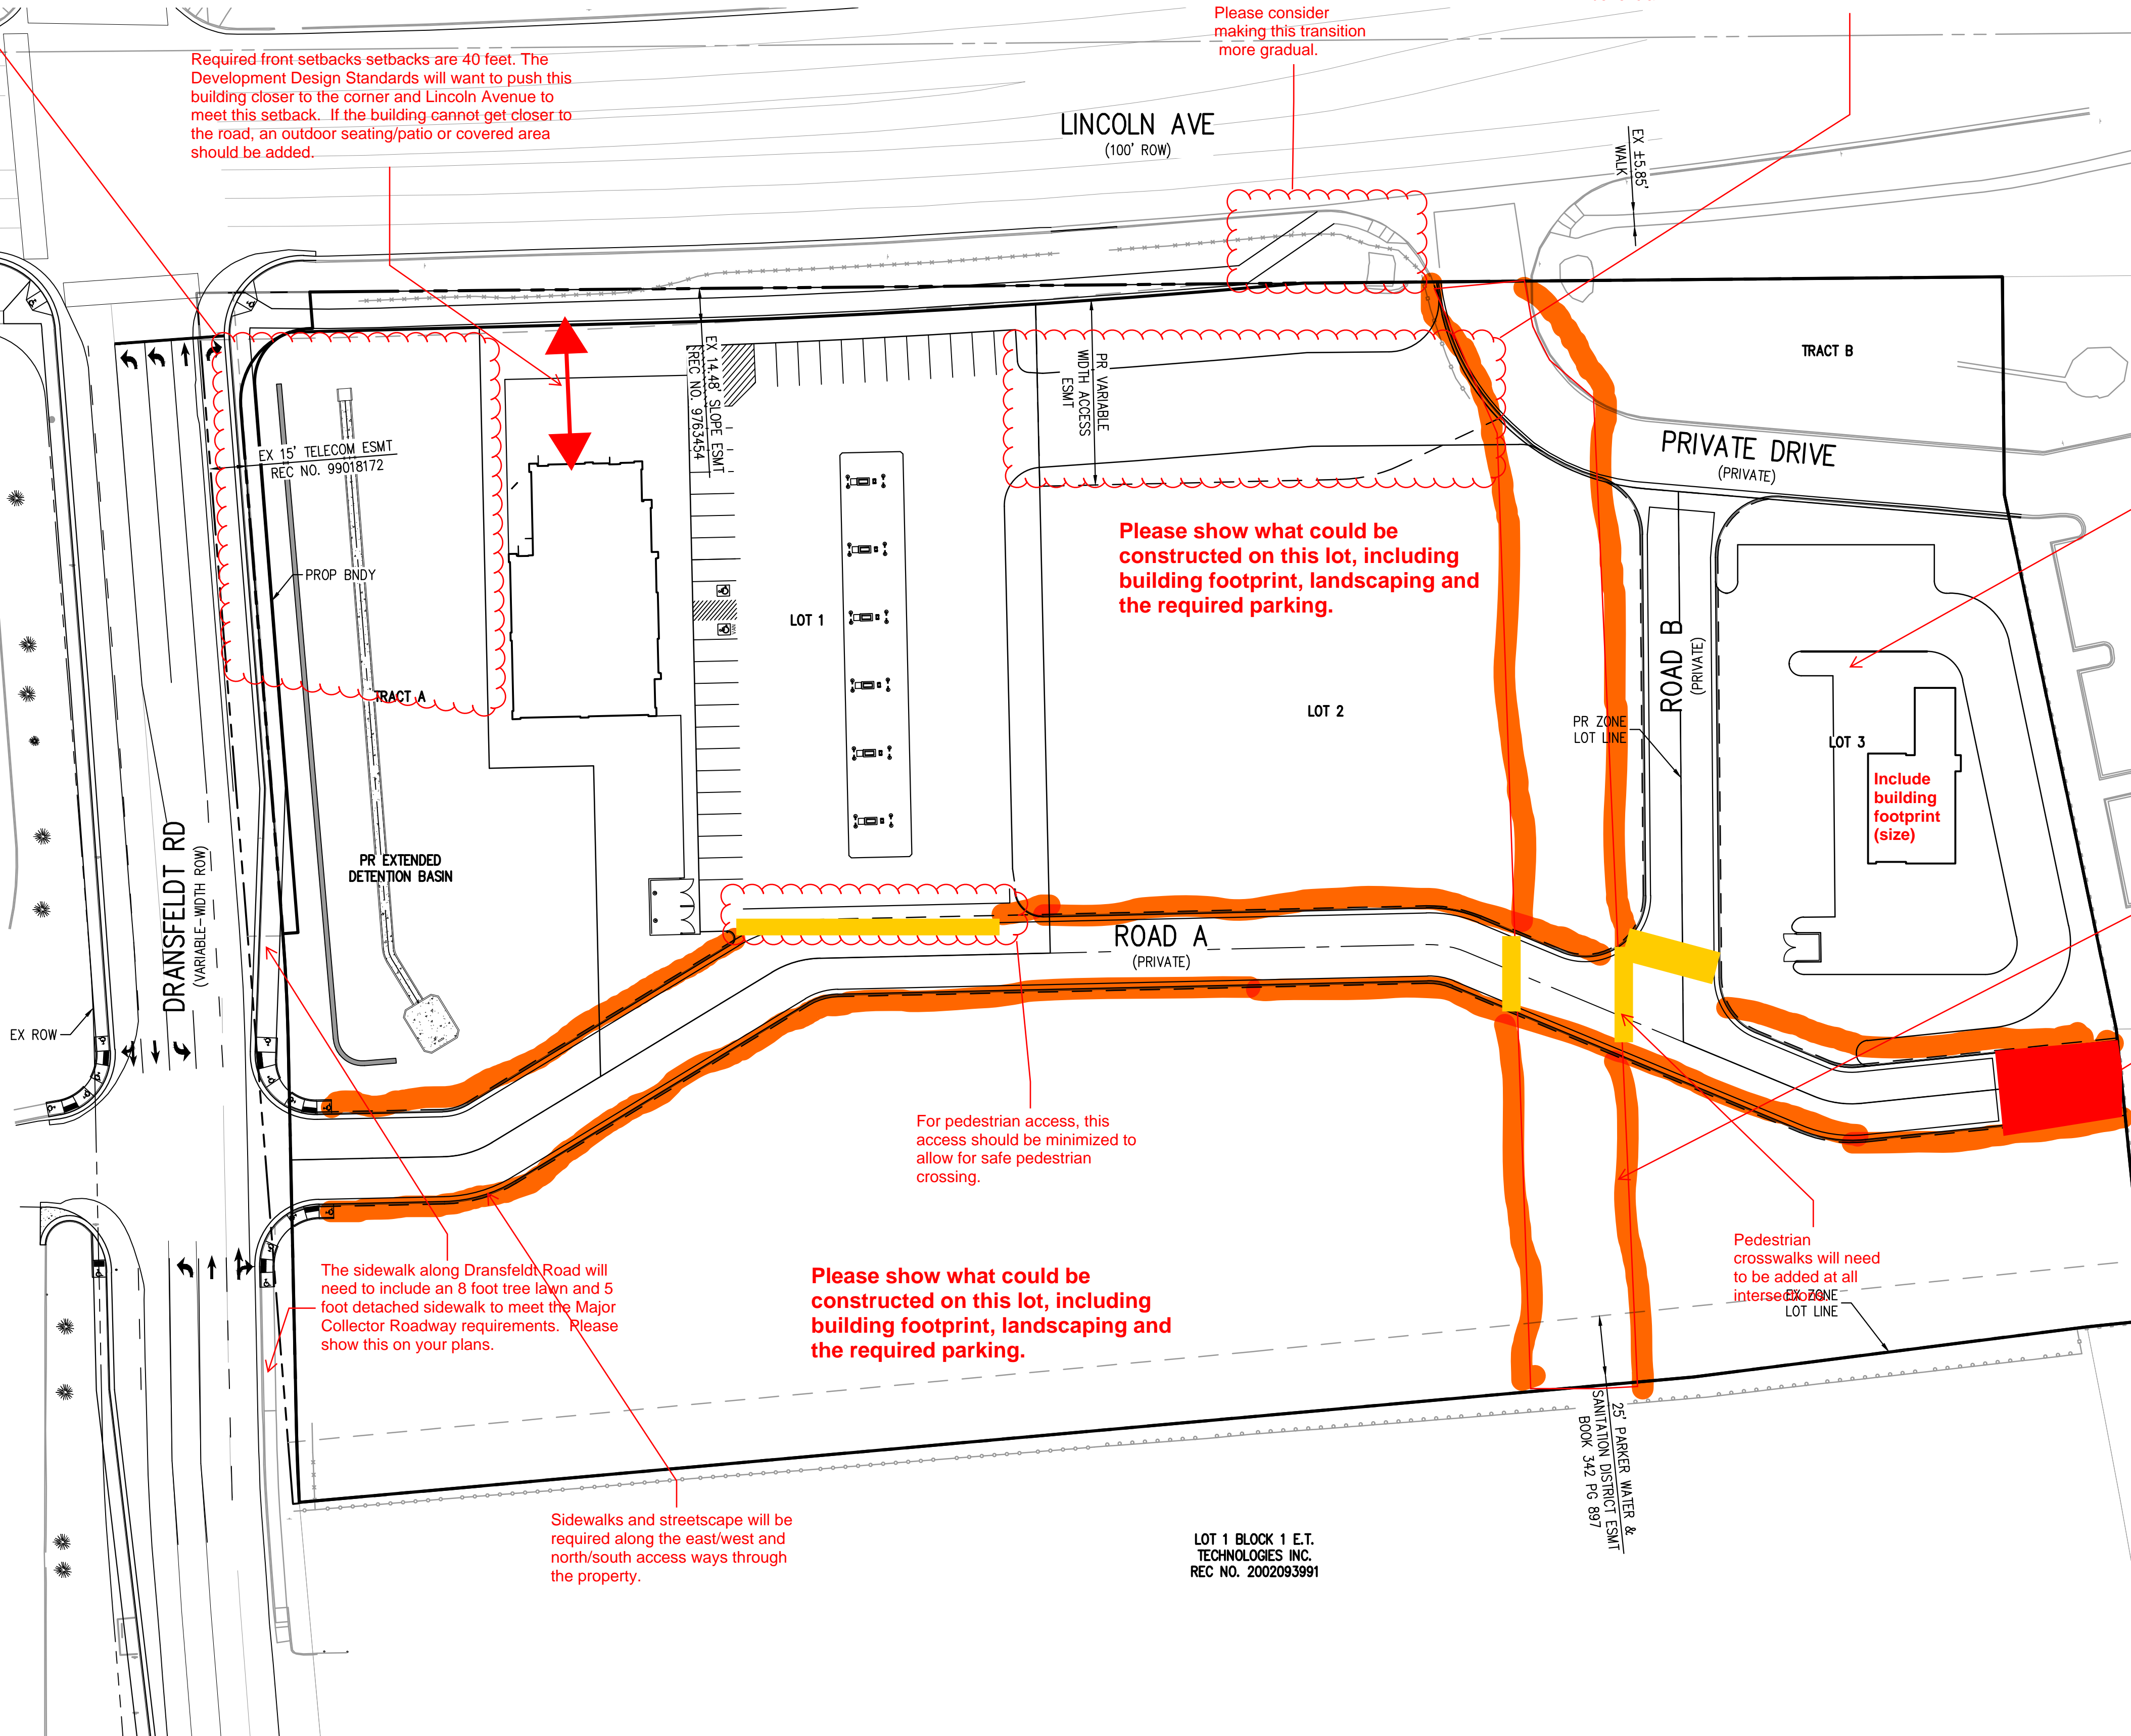 Please consider
making this transition
more gradual.
Required front setbacks setbacks are 40 feet. The
Development Design Standards will want to push this
building closer to the corner and Lincoln Avenue to
meet this setback.  If the building cannot get closer to
the road, an outdoor seating/patio or covered area
should be added.
LINCOLN AVE
(100' ROW)
EX ±5.85'
WALK
TRACT B
EX 14.48' SLOPE ESMT
REC NO. 9763454
PR VARIABLE
WIDTH ACCESS
ESMT
EX 15' TELECOM ESMT
REC NO. 99018172
PRIVATE DRIVE
(PRIVATE)
Please show what could be
constructed on this lot, including
building footprint, landscaping and
the required parking.
PROP BNDY
LOT 1
ROAD B
(PRIVATE)
TRACT A
LOT 2
PR ZONE
LOT LINE
LOT 3
Include
building
footprint
(size)
DRANSFELDT RD
(VARIABLE-WIDTH ROW)
PR EXTENDED
DETENTION BASIN
ROAD A
(PRIVATE)
EX ROW
For pedestrian access, this
access should be minimized to
allow for safe pedestrian
crossing.
Pedestrian
crosswalks will need
to be added at all
intersections.
EX ZONE
LOT LINE
The sidewalk along Dransfeldt Road will
need to include an 8 foot tree lawn and 5
foot detached sidewalk to meet the Major
Collector Roadway requirements.  Please
show this on your plans.
Please show what could be
constructed on this lot, including
building footprint, landscaping and
the required parking.
25' PARKER WATER &
SANITATION DISTRICT ESMT
BOOK 342 PG 897
Sidewalks and streetscape will be
required along the east/west and
north/south access ways through
the property.
LOT 1 BLOCK 1 E.T.
TECHNOLOGIES INC.
REC NO. 2002093991